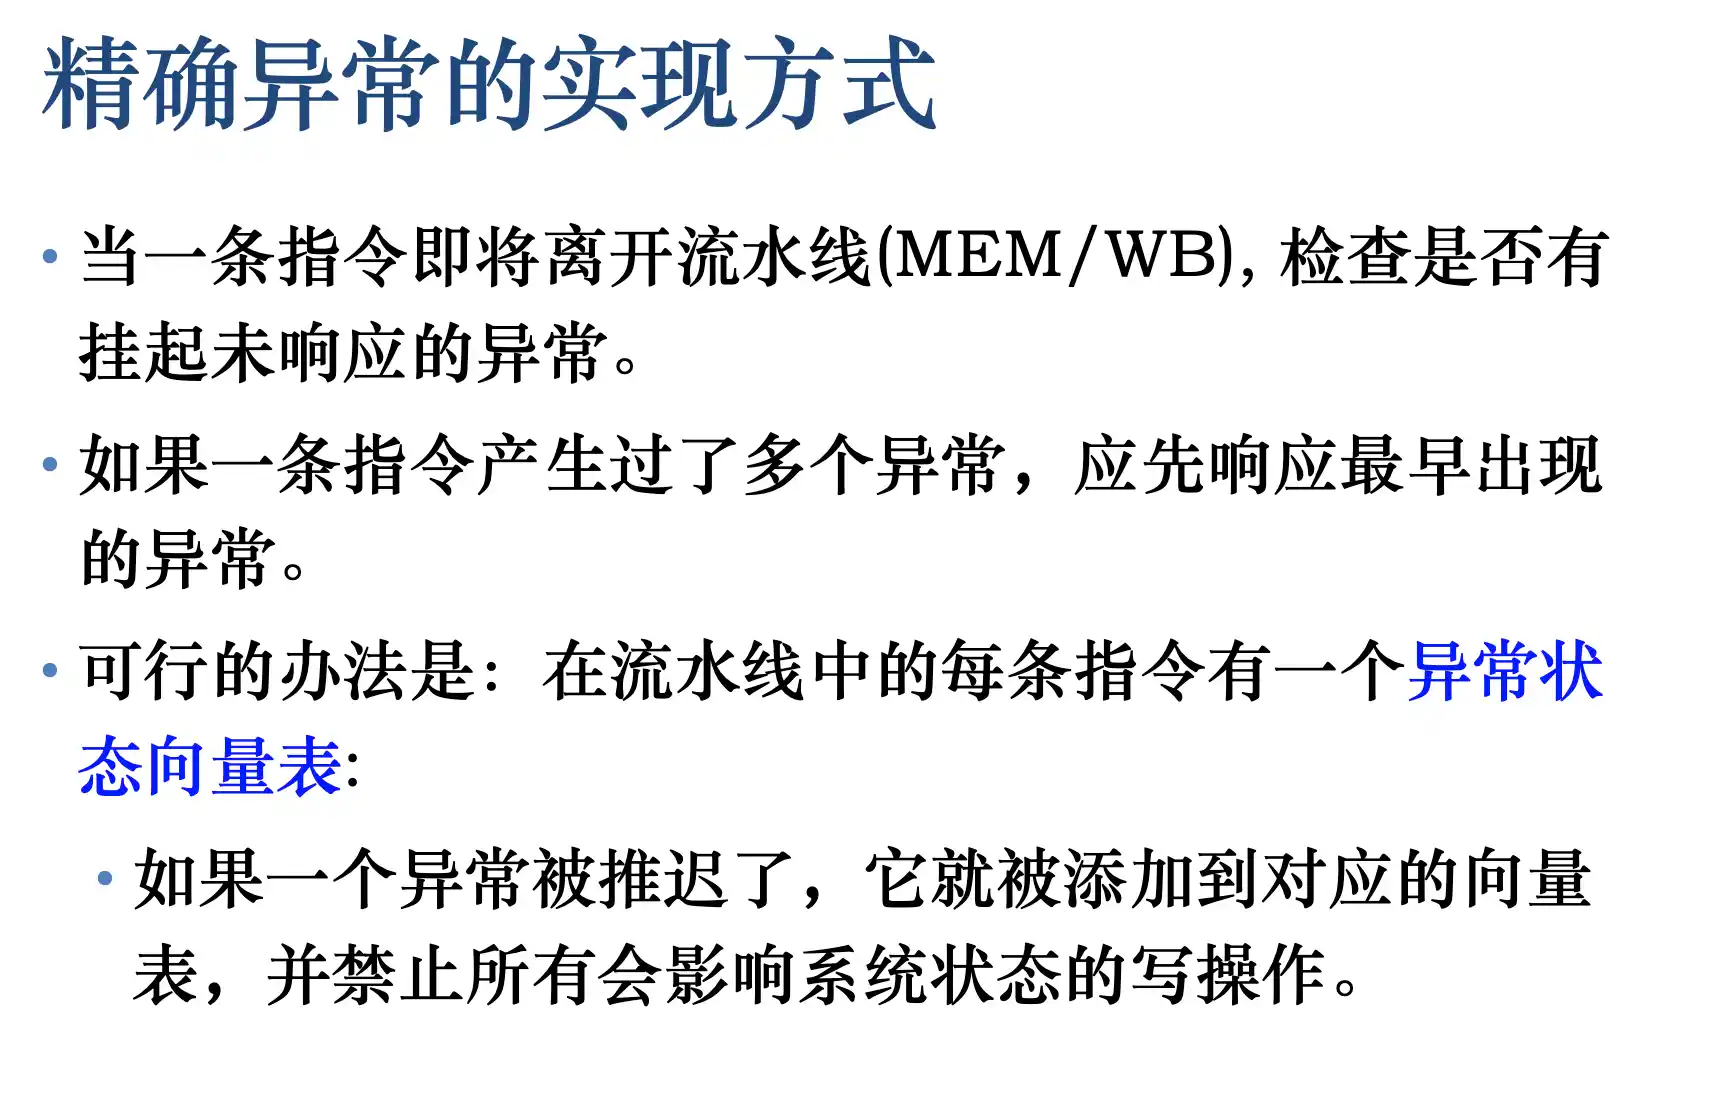 精确异常的实现方式
• 当一条指令即将离开流水线(MEM/WB), 检查是否有
挂起未响应的异常。
• 如果一条指令产生过了多个异常，应先响应最早出现
的异常。
• 可行的办法是：在流水线中的每条指令有一个异常状
态向量表:
• 如果一个异常被推迟了，它就被添加到对应的向量
表，并禁止所有会影响系统状态的写操作。